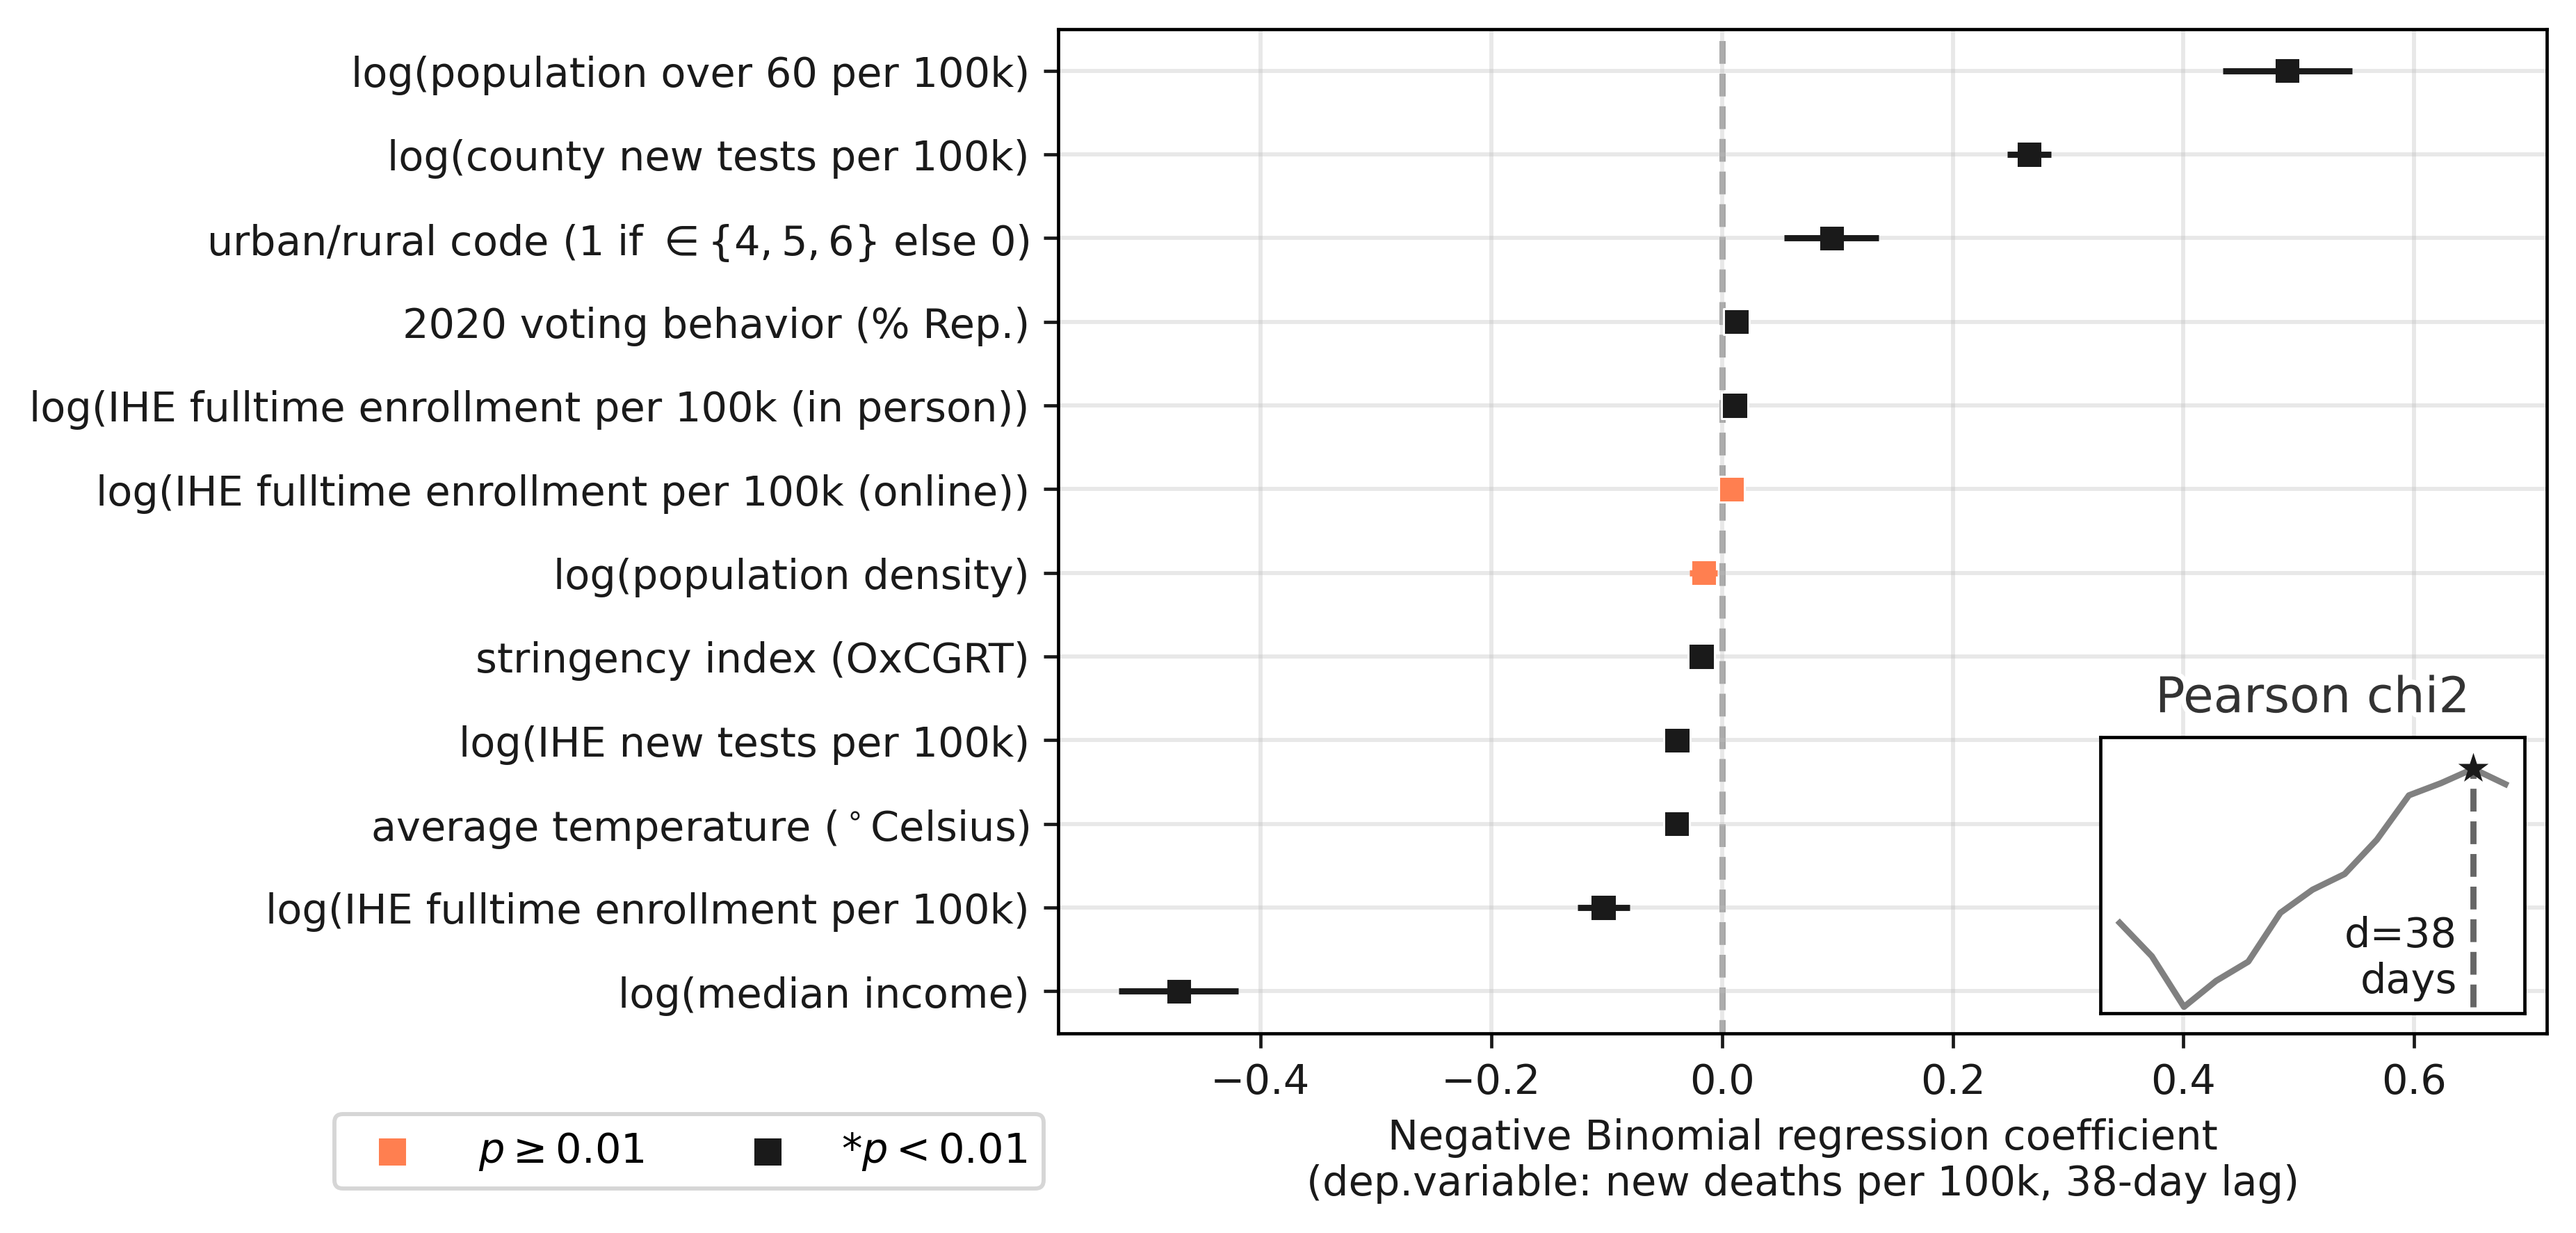 log(population over 60 per 100k)
log(county new tests per 100k)
urban/rural code (1 if ∈{4, 5, 6} else 0)
2020 voting behavior (% Rep.)
log(IHE fulltime enrollment per 100k (in person))
log(IHE fulltime enrollment per 100k (online))
log(population density)
stringency index (OxCGRT)
log(IHE new tests per 100k)
average temperature (°Celsius)
log(IHE fulltime enrollment per 100k)
log(median income)
Pearson chi2
d=38
days
−0.4 −0.2 0.0 0.2 0.4 0.6
Negative Binomial regression coefficient
(dep.variable: new deaths per 100k, 38-day lag)
p ≥ 0.01 *p < 0.01